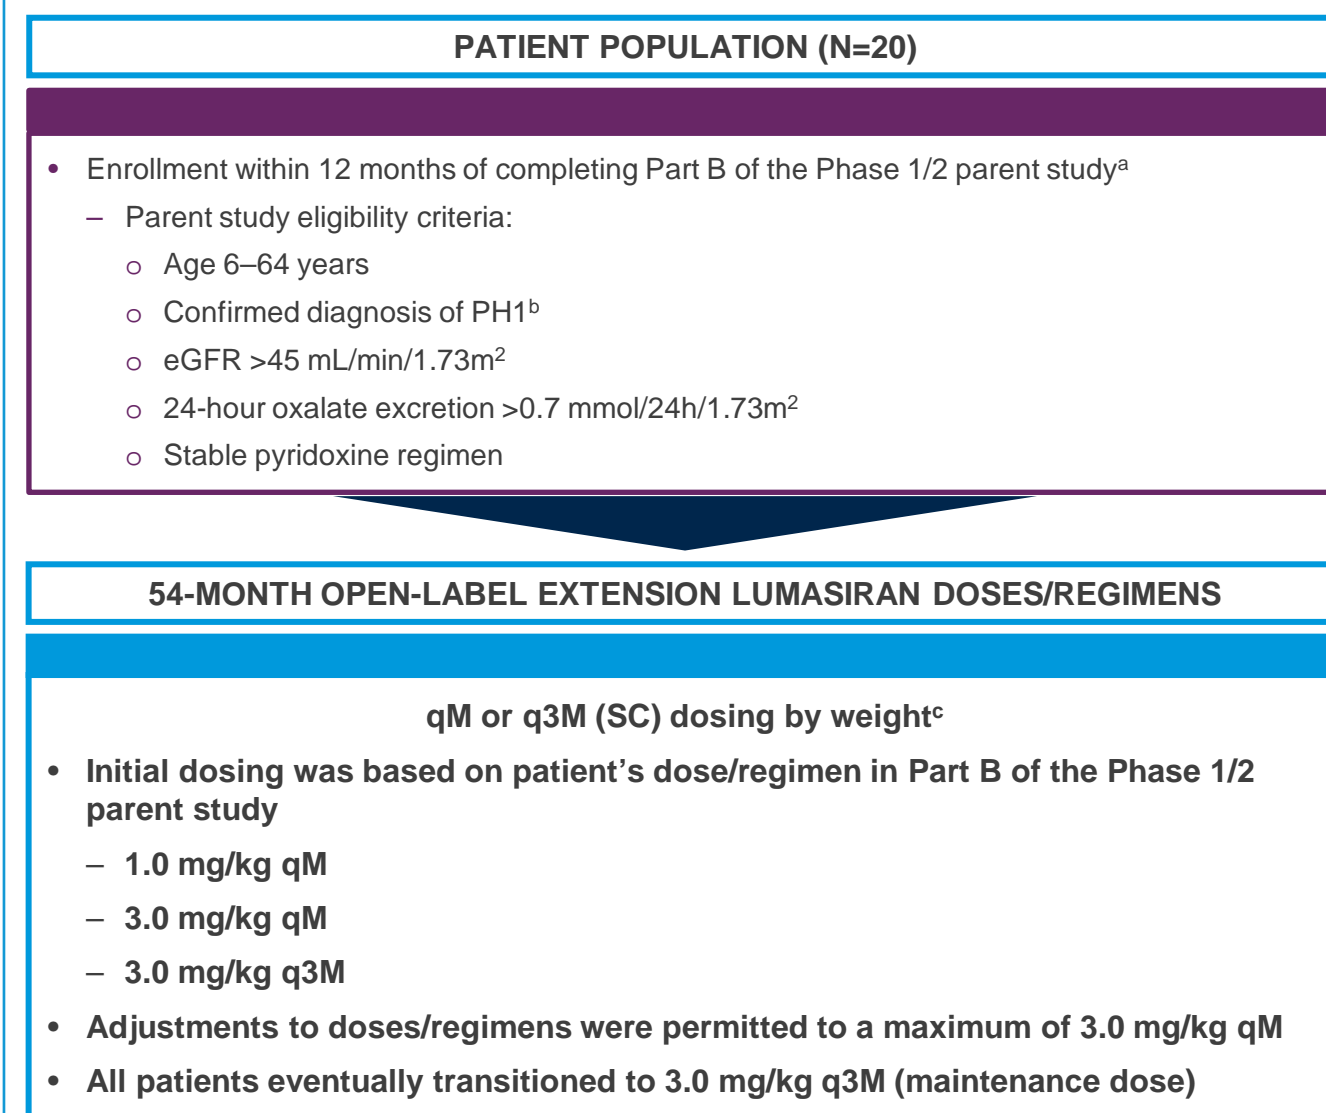 PATIENT POPULATION (N=20)
• Enrollment within 12 months of completing Part B of the Phase 1/2 parent studyᵃ
– Parent study eligibility criteria:
o Age 6–64 years
o Confirmed diagnosis of PH1ᵇ
o eGFR >45 mL/min/1.73m²
o 24-hour oxalate excretion >0.7 mmol/24h/1.73m²
o Stable pyridoxine regimen
54-MONTH OPEN-LABEL EXTENSION LUMASIRAN DOSES/REGIMENS
qM or q3M (SC) dosing by weightᶜ
• Initial dosing was based on patient’s dose/regimen in Part B of the Phase 1/2
parent study
– 1.0 mg/kg qM
– 3.0 mg/kg qM
– 3.0 mg/kg q3M
• Adjustments to doses/regimens were permitted to a maximum of 3.0 mg/kg qM
• All patients eventually transitioned to 3.0 mg/kg q3M (maintenance dose)